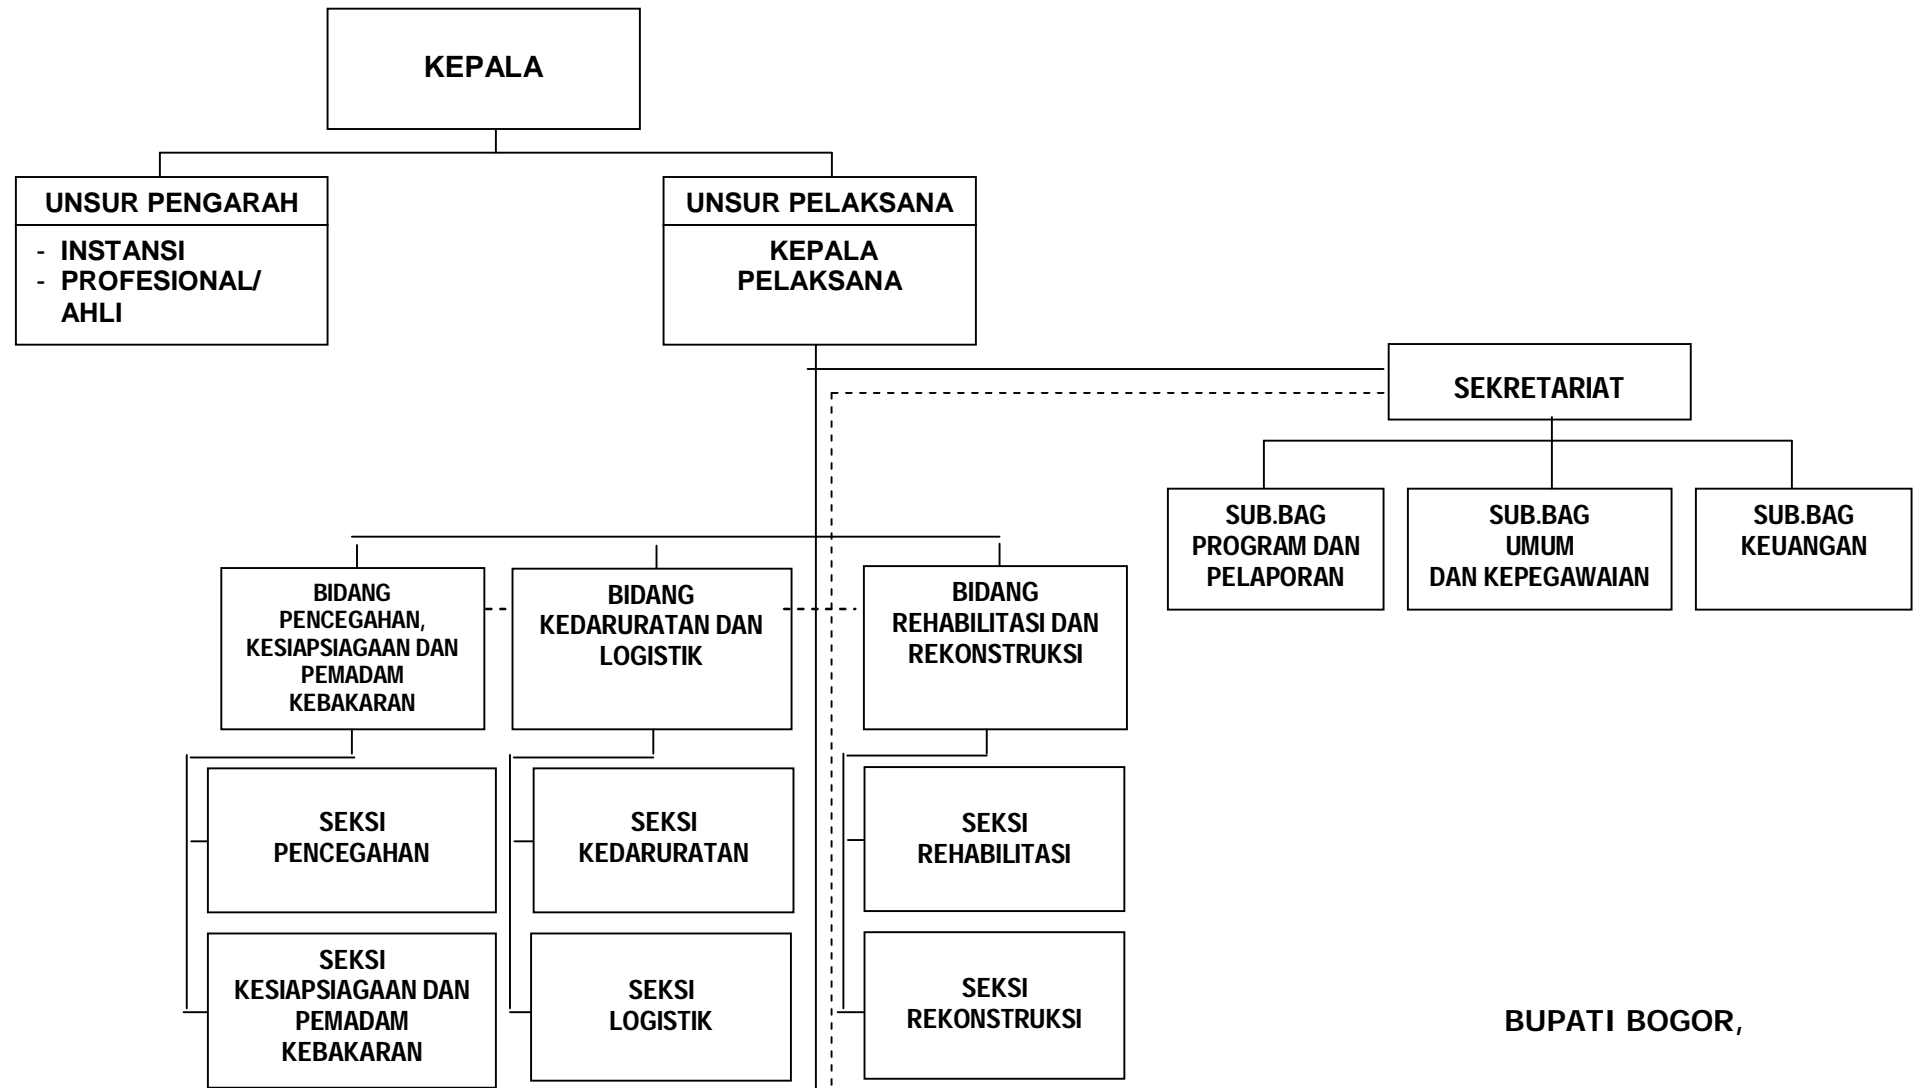 KEPALA
UNSUR PENGARAH
- INSTANSI
- PROFESIONAL/
AHLI
UNSUR PELAKSANA
KEPALA
PELAKSANA
SEKRETARIAT
SUB.BAG
PROGRAM DAN
PELAPORAN
SUB.BAG
UMUM
DAN KEPEGAWAIAN
SUB.BAG
KEUANGAN
BIDANG
PENCEGAHAN,
KESIAPSIAGAAN DAN
PEMADAM
KEBAKARAN
BIDANG
KEDARURATAN DAN
LOGISTIK
BIDANG
REHABILITASI DAN
REKONSTRUKSI
SEKSI
PENCEGAHAN
SEKSI
KEDARURATAN
SEKSI
REHABILITASI
SEKSI
KESIAPSIAGAAN DAN
PEMADAM
KEBAKARAN
SEKSI
LOGISTIK
SEKSI
REKONSTRUKSI
BUPATI BOGOR,